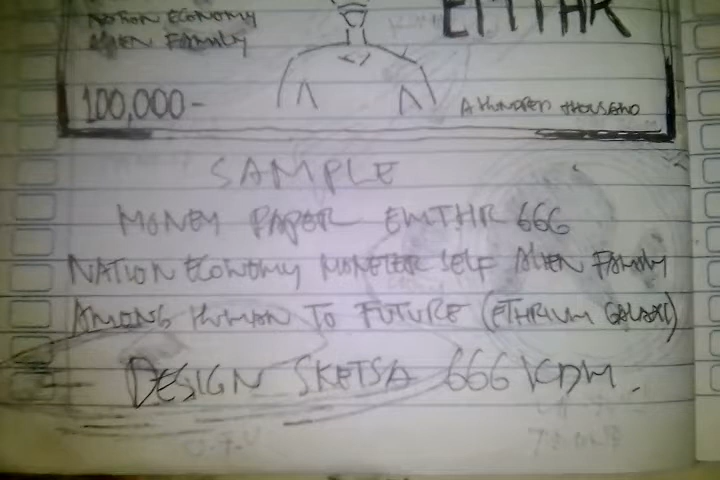 NATION ECONOMY
ALIEN FAMILY
EMTHR
100,000-
A HUNDRED THOUSAND
SAMPLE
MONEY PAPER EMTHR 666
NATION ECONOMY MONETER SELF ALIEN FAMILY
AMONG HUMAN TO FUTURE (ETHRIUM GALAXI)
DESIGN SKETSA 666 KDM.